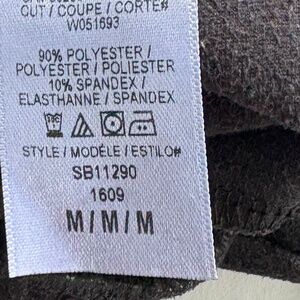 CUT / COUPE / CORTE#
W051693
90% POLYESTER /
POLYESTER / POLIESTER
10% SPANDEX /
ELASTHANNE / SPANDEX
STYLE / MODÈLE / ESTILO#
SB11290
1609
M / M / M